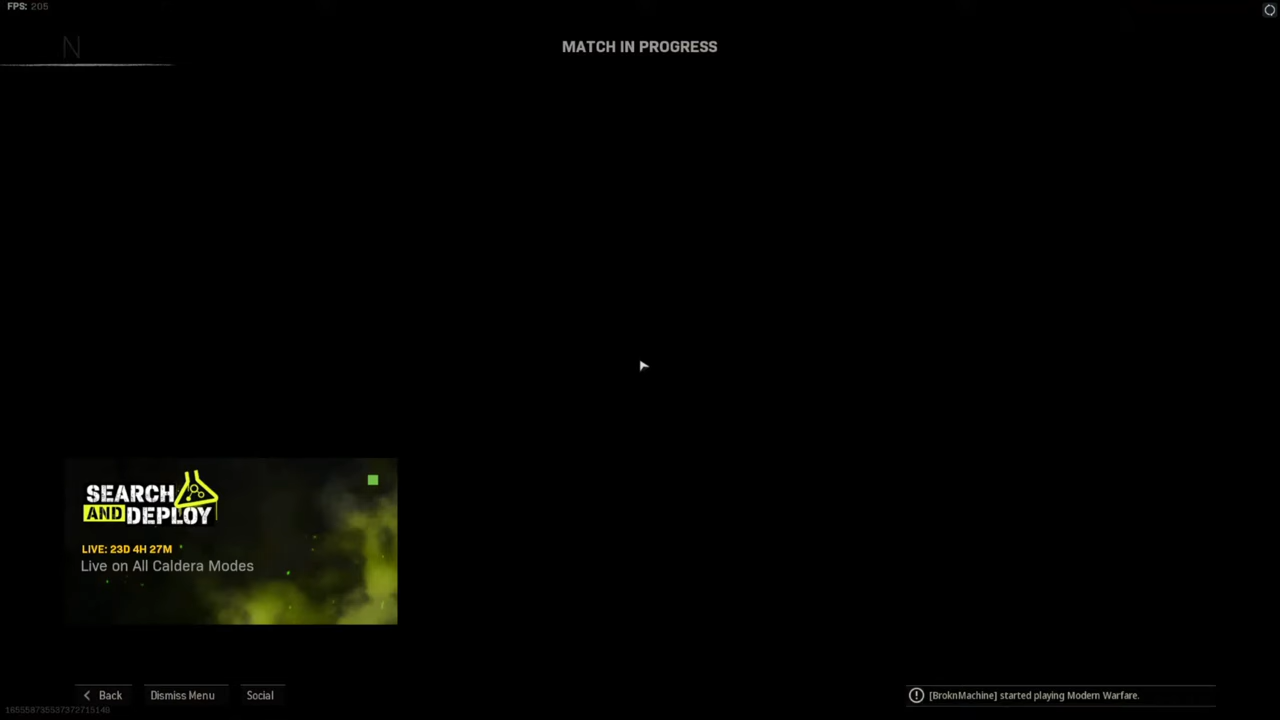 FPS: 205
N
MATCH IN PROGRESS
SEARCH
AND DEPLOY
LIVE: 23D 4H 27M
Live on All Caldera Modes
Back
Dismiss Menu
Social
[BroknMachine] started playing Modern Warfare.